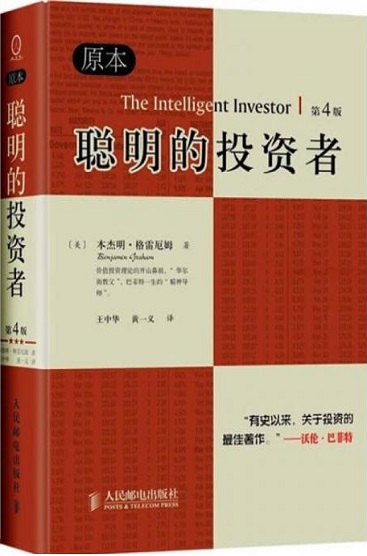 原本
The Intelligent Investor
第4版
聪明的投资者
[美] 本杰明·格雷厄姆 著
Benjamin Graham
价值投资理论的开山鼻祖,“华尔
街教父”,巴菲特一生的“精神导
师”。
王中华 黄一义 译
“有史以来,关于投资的
最佳著作。”——沃伦·巴菲特
人民邮电出版社
POSTS & TELECOM PRESS
原本
聪明的投资者
第4版
人民邮电出版社